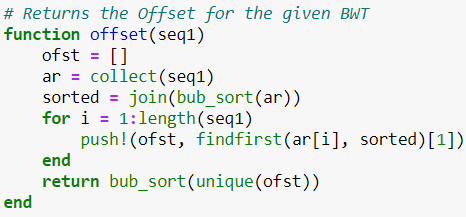 # Returns the Offset for the given BWT
function offset(seq1)
    ofst = []
    ar = collect(seq1)
    sorted = join(bub_sort(ar))
    for i = 1:length(seq1)
        push!(ofst, findfirst(ar[i], sorted)[1])
    end
    return bub_sort(unique(ofst))
end